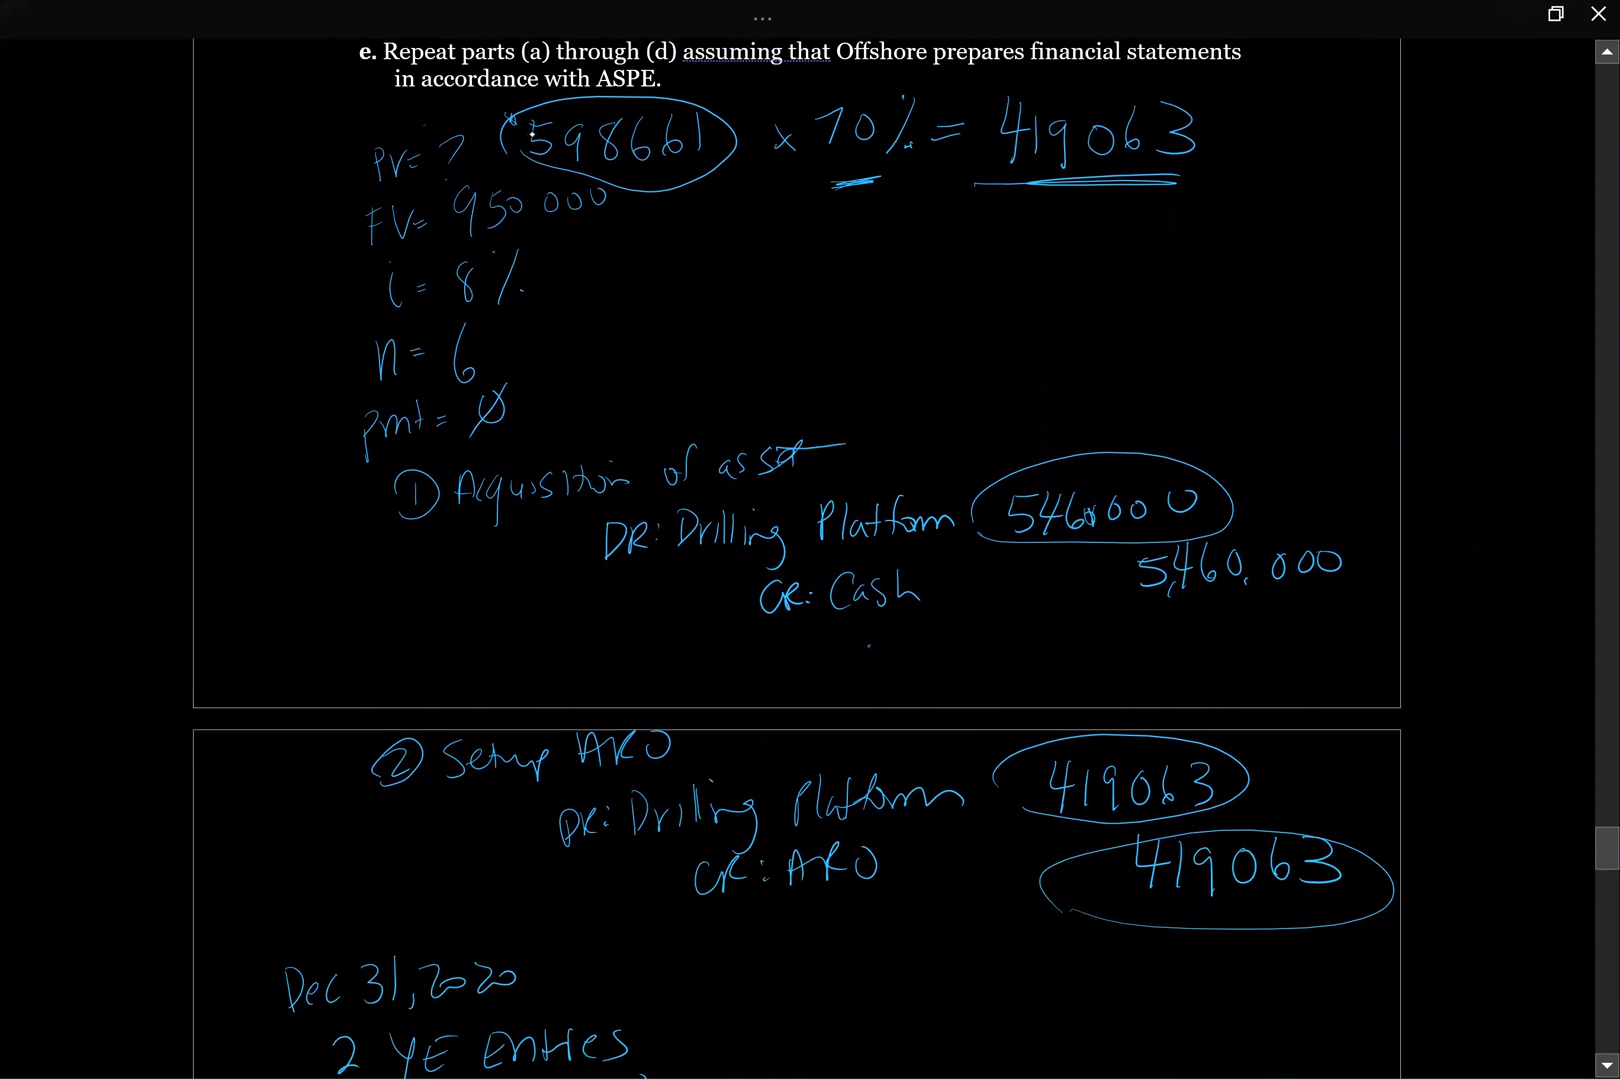 e. Repeat parts (a) through (d) assuming that Offshore prepares financial statements
in accordance with ASPE.
PV= ? (598661) x 70% = 419063
FV= 950 000
i = 8%
n = 6
pmt = 0
① Acquisition of asset
DR: Drilling Platform 5460000
CR: Cash 5,460,000
② Setup ARO
DR: Drilling Platform 419063
CR: ARO 419063
Dec 31, 2020
2 YE Entries